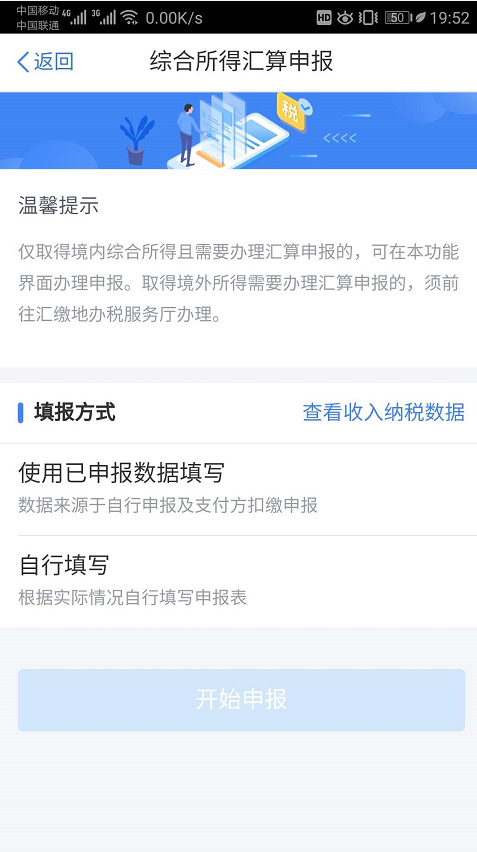 中国移动 4G 3G 0.00K/s HD 50 19:52
中国联通
返回 综合所得汇算申报
税
温馨提示
仅取得境内综合所得且需要办理汇算申报的，可在本功能
界面办理申报。取得境外所得需要办理汇算申报的，须前
往汇缴地办税服务厅办理。
填报方式 查看收入纳税数据
使用已申报数据填写
数据来源于自行申报及支付方扣缴申报
自行填写
根据实际情况自行填写申报表
开始申报